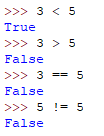 >>> 3 < 5
True
>>> 3 > 5
False
>>> 3 == 5
False
>>> 5 != 5
False